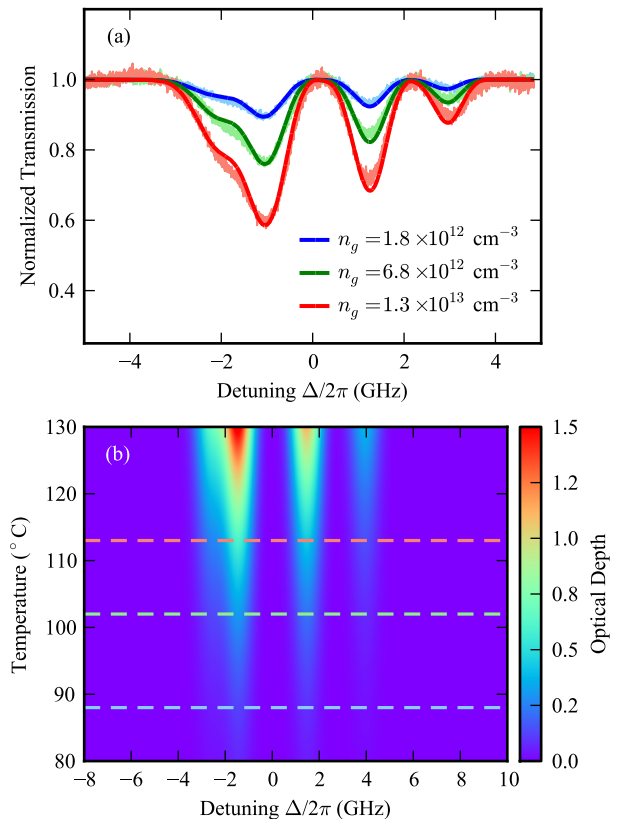 (a)
Normalized Transmission
1.0
0.8
0.6
0.4
n_g = 1.8 × 10^12 cm^−3
n_g = 6.8 × 10^12 cm^−3
n_g = 1.3 × 10^13 cm^−3
−4 −2 0 2 4
Detuning Δ/2π (GHz)
(b)
Temperature (° C)
130
120
110
100
90
80
−8 −6 −4 −2 0 2 4 6 8 10
Detuning Δ/2π (GHz)
1.5
1.2
1.0
0.8
0.5
0.2
0.0
Optical Depth